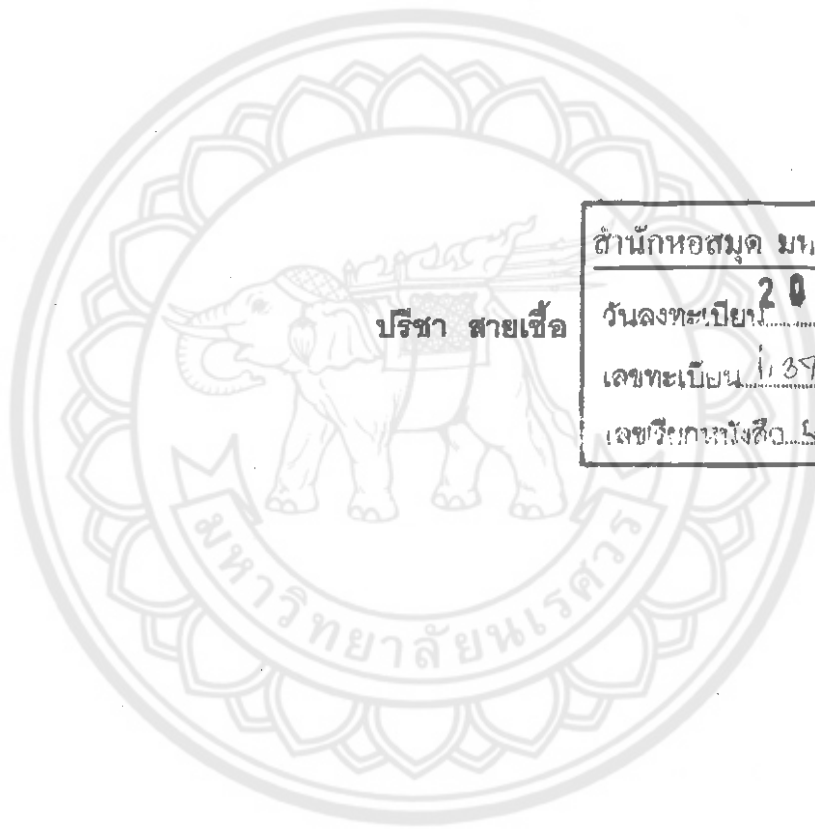 ปรีชา สายเชื้อ
สำนักหอสมุด
วันลงทะเบียน 20
เลขทะเบียน
เลขเรียกหนังสือ
มหาวิทยาลัยนเรศวร